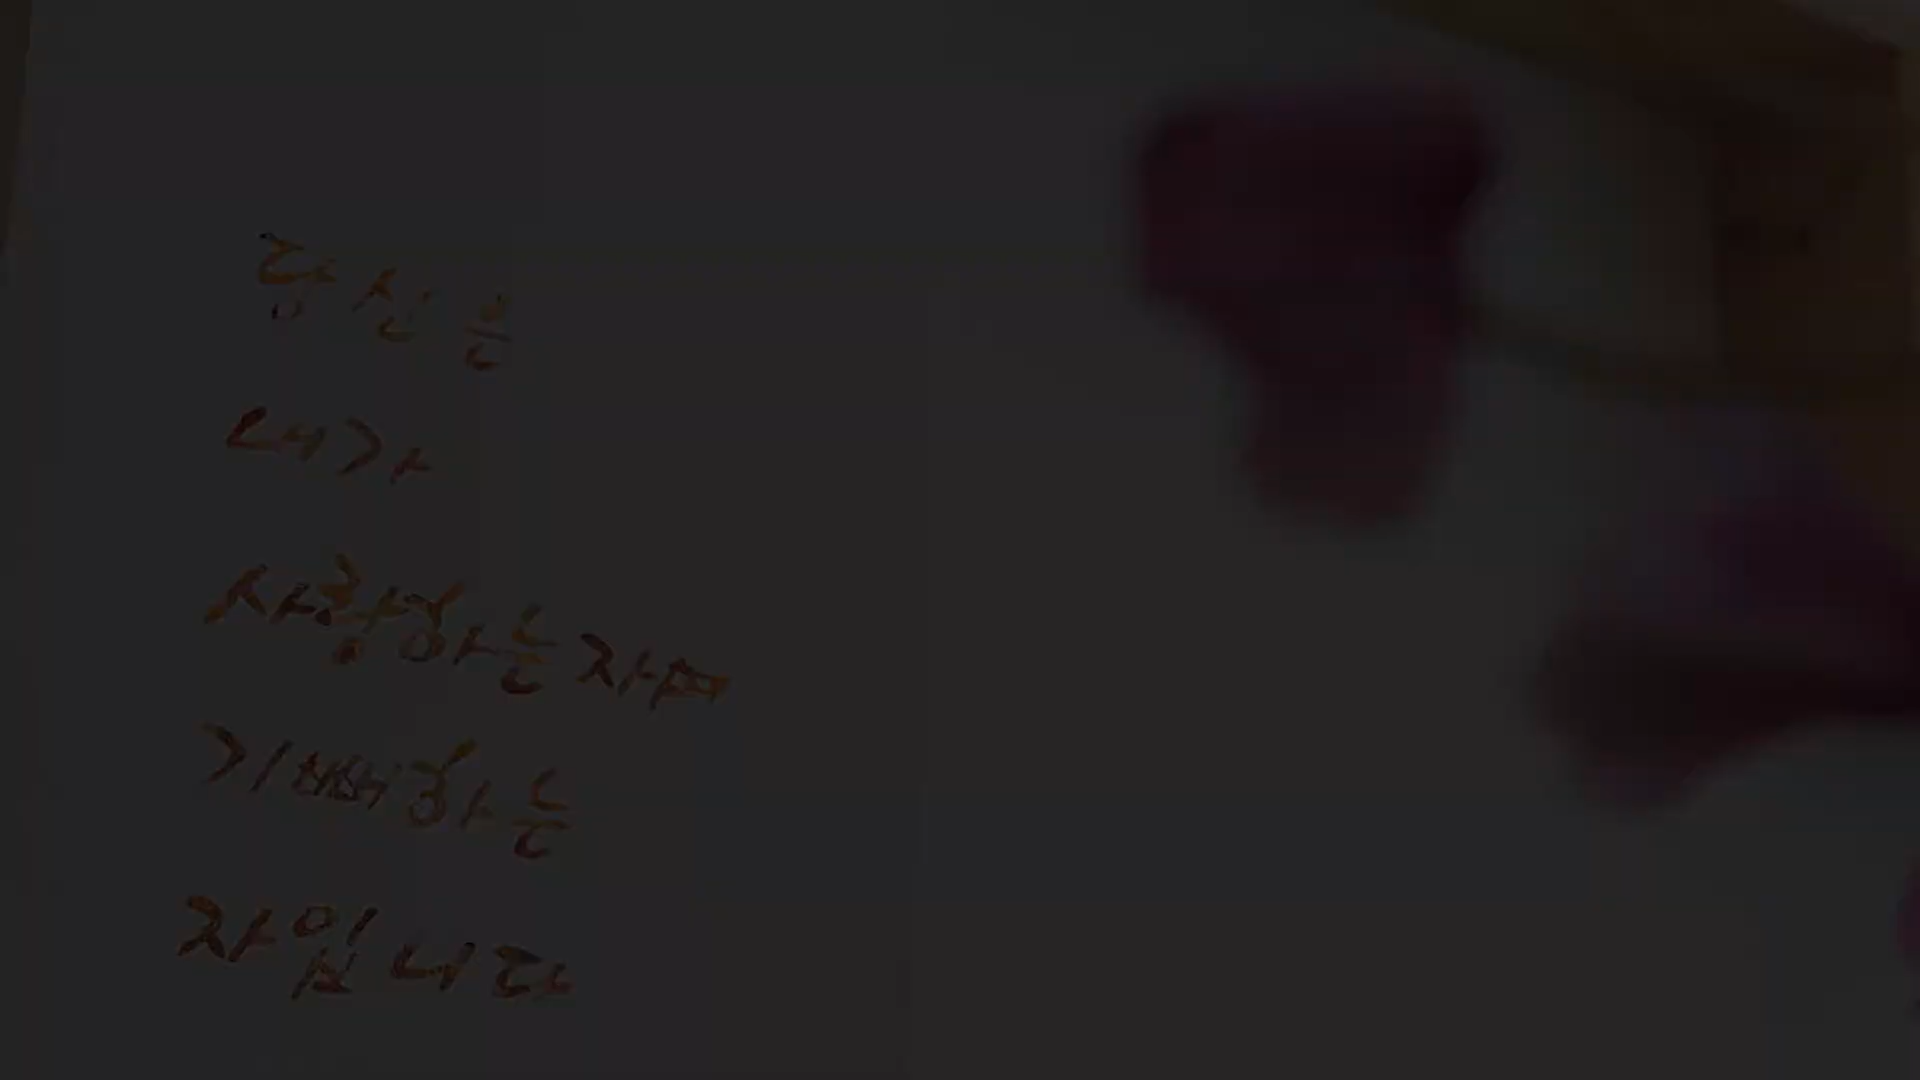 당신은
내가
사랑하는 자며
기뻐하는
자입니다